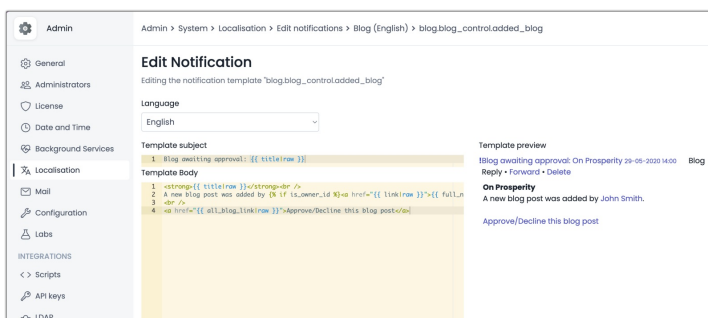 Admin
Admin > System > Localisation > Edit notifications > Blog (English) > blog.blog_control.added_blog
General
Administrators
License
Date and Time
Background Services
Localisation
Mail
Configuration
Labs
INTEGRATIONS
Scripts
API keys
LDAP
Edit Notification
Editing the notification template "blog.blog_control.added_blog"
Language
English
Template subject
1 Blog awaiting approval: {{ title|raw }}
Template Body
1 <strong>{{ title|raw }}</strong><br />
2 A new blog post was added by {% if is_owner_id %}<a href="{{ link|raw }}">{{ full_n
3 <br />
4 <a href="{{ all_blog_link|raw }}">Approve/Decline this blog post</a>
Template preview
!Blog awaiting approval: On Prosperity 29-05-2020 14:00 Blog
Reply • Forward • Delete
On Prosperity
A new blog post was added by John Smith.
Approve/Decline this blog post